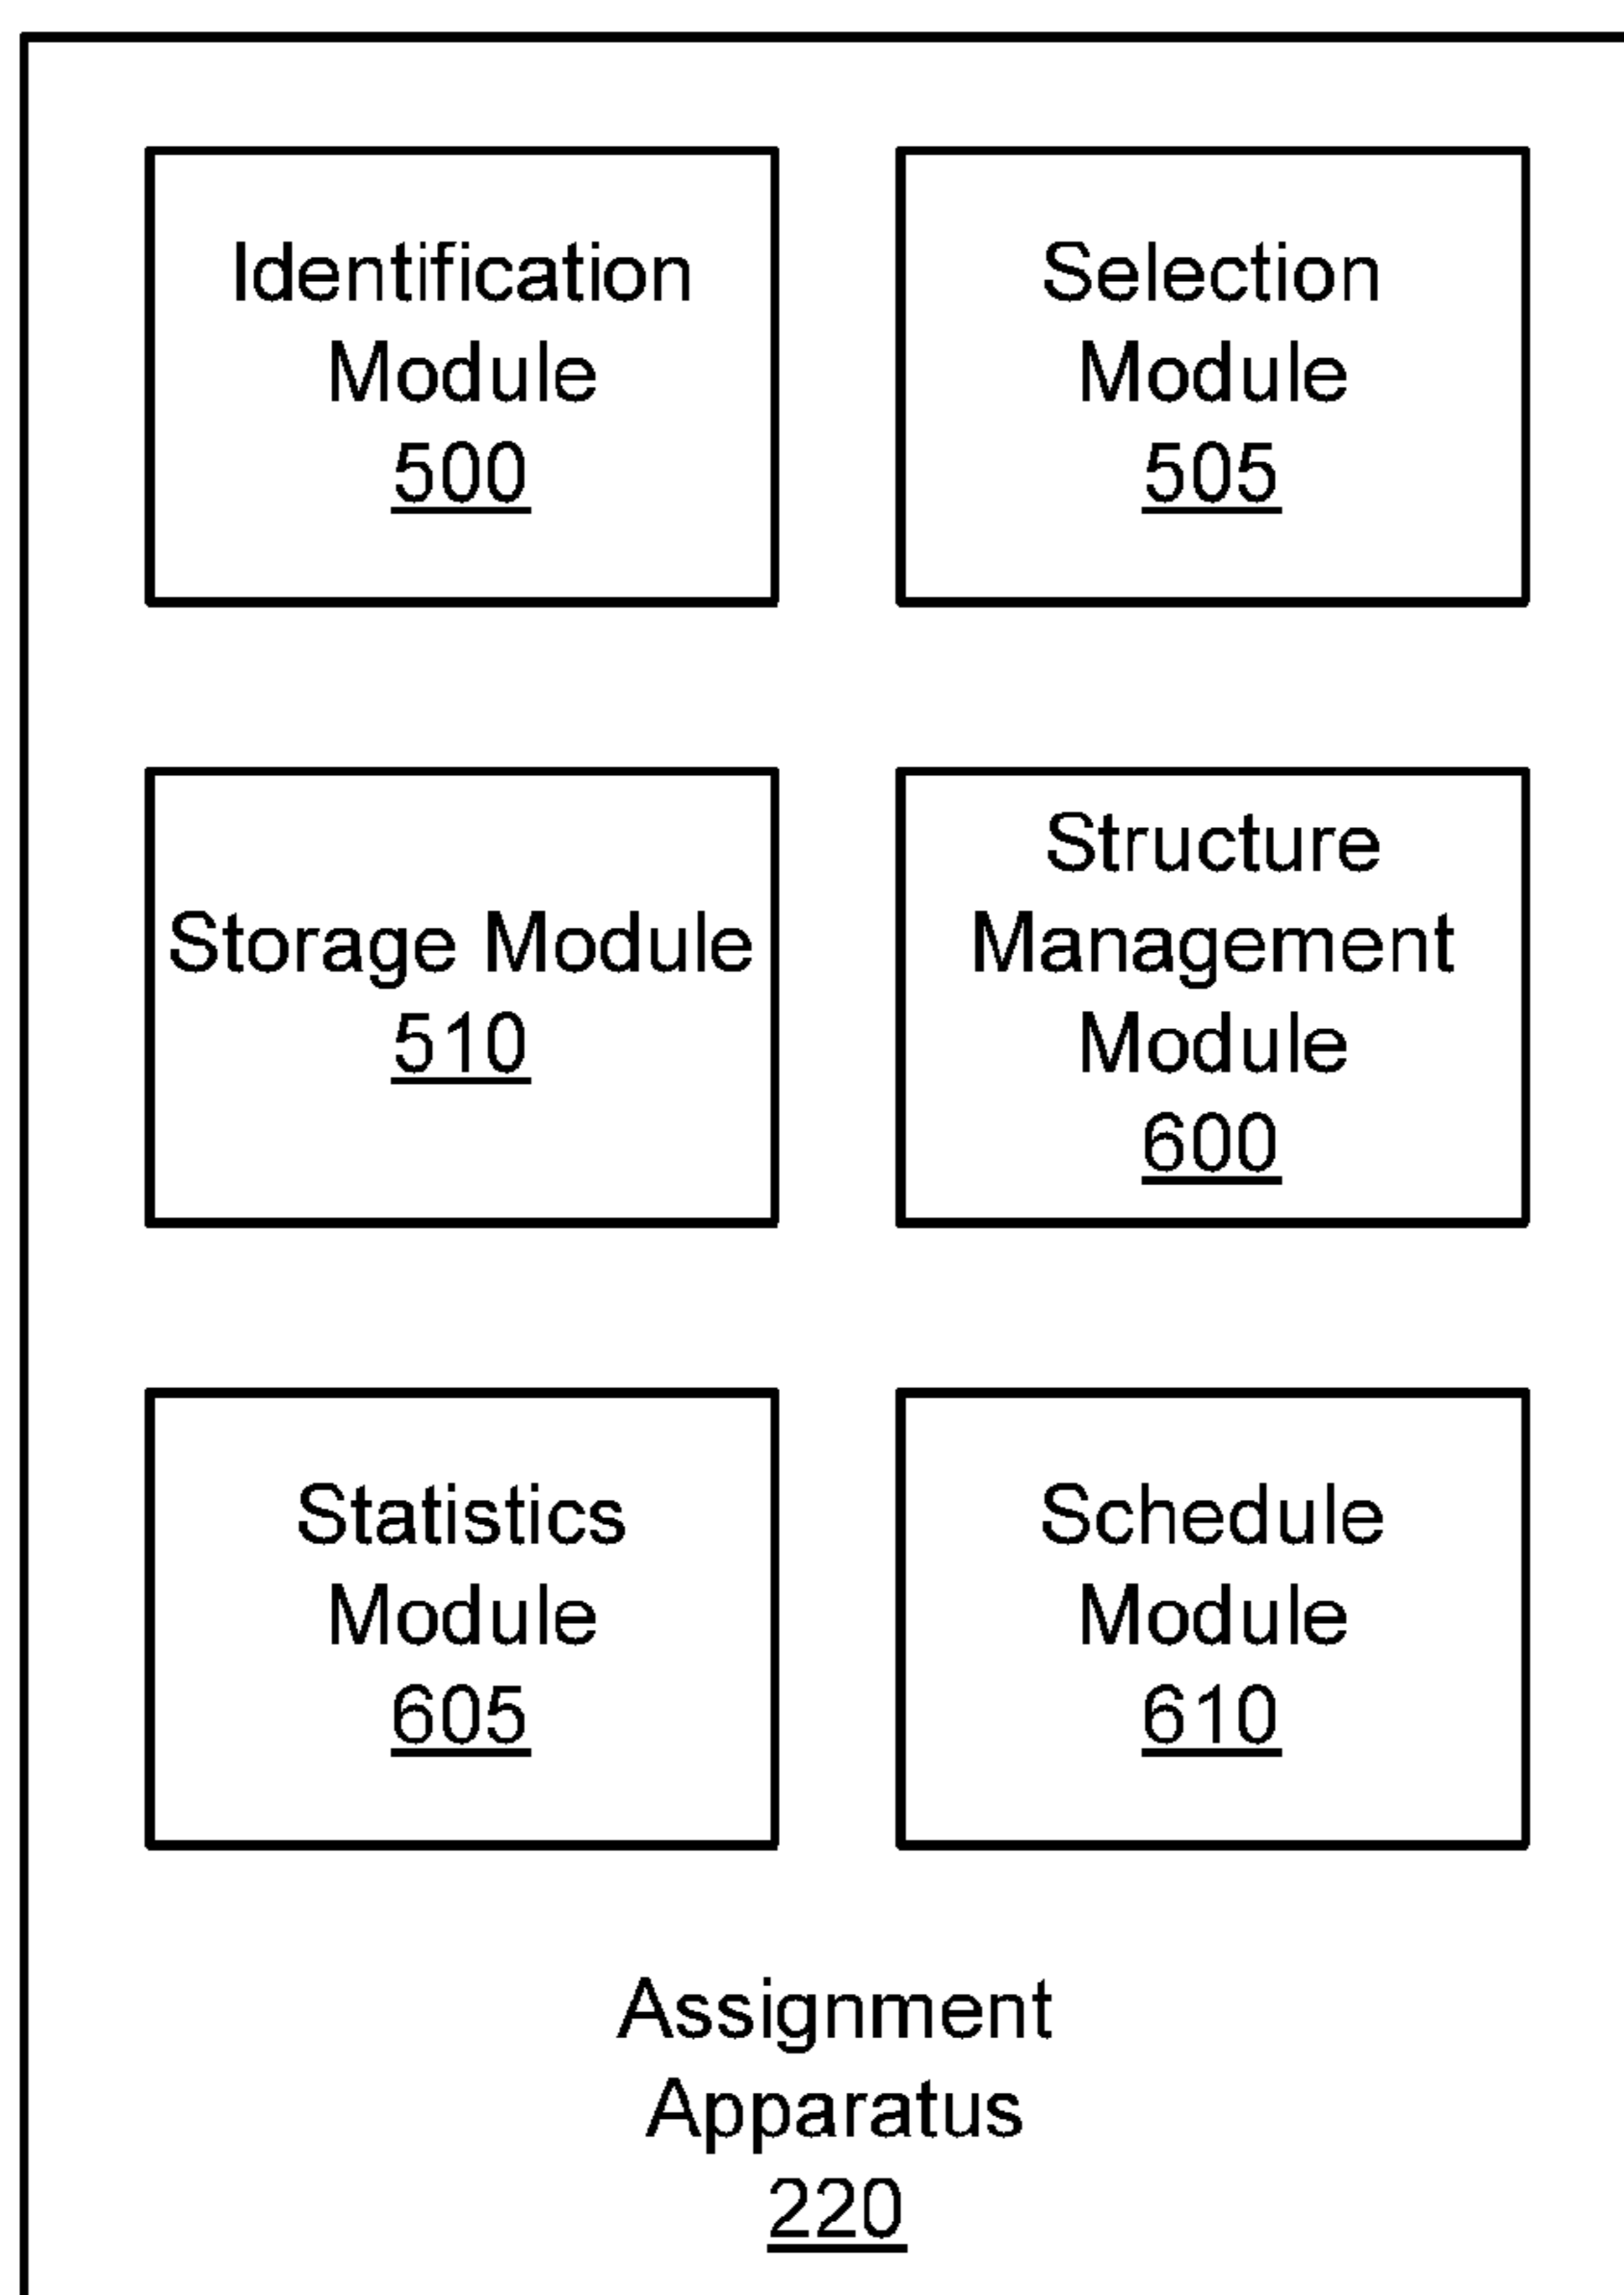 Identification
Module
500
Selection
Module
505
Storage Module
510
Structure
Management
Module
600
Statistics
Module
605
Schedule
Module
610
Assignment
Apparatus
220